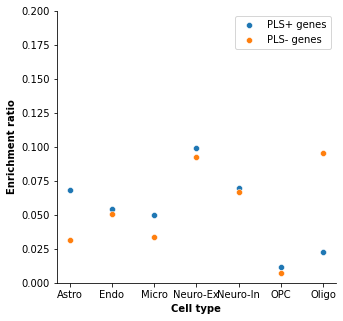 PLS+ genes
PLS- genes
0.200
0.175
0.150
0.125
0.100
0.075
0.050
0.025
0.000
Enrichment ratio
Astro Endo Micro Neuro-Ex Neuro-In OPC Oligo
Cell type